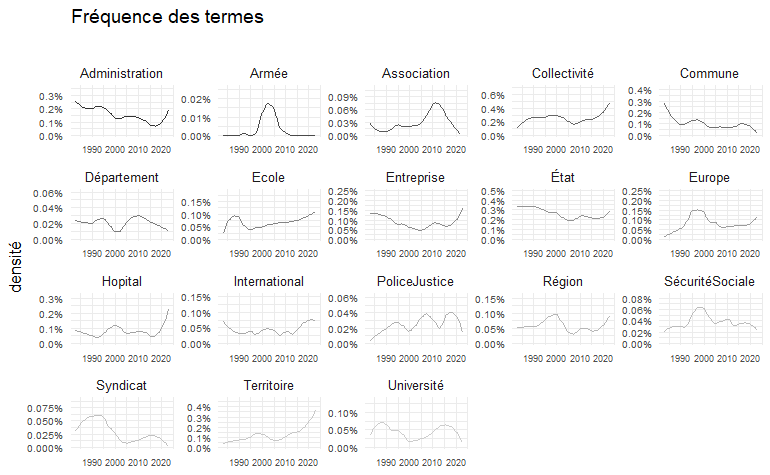 Fréquence des termes
Administration Armée Association Collectivité Commune
0.3% 0.2% 0.1% 0.0%
0.02% 0.01% 0.00%
0.09% 0.06% 0.03% 0.00%
0.6% 0.4% 0.2% 0.0%
0.4% 0.3% 0.2% 0.1% 0.0%
1990 2000 2010 2020 1990 2000 2010 2020 1990 2000 2010 2020 1990 2000 2010 2020 1990 2000 2010 2020
Département Ecole Entreprise État Europe
0.06% 0.04% 0.02% 0.00%
0.15% 0.10% 0.05% 0.00%
0.25% 0.20% 0.15% 0.10% 0.05% 0.00%
0.5% 0.4% 0.3% 0.2% 0.1% 0.0%
0.25% 0.20% 0.15% 0.10% 0.05% 0.00%
1990 2000 2010 2020 1990 2000 2010 2020 1990 2000 2010 2020 1990 2000 2010 2020 1990 2000 2010 2020
densité
Hopital International PoliceJustice Région SécuritéSociale
0.3% 0.2% 0.1% 0.0%
0.15% 0.10% 0.05% 0.00%
0.06% 0.04% 0.02% 0.00%
0.15% 0.10% 0.05% 0.00%
0.08% 0.06% 0.04% 0.02% 0.00%
1990 2000 2010 2020 1990 2000 2010 2020 1990 2000 2010 2020 1990 2000 2010 2020 1990 2000 2010 2020
Syndicat Territoire Université
0.075% 0.050% 0.025% 0.000%
0.4% 0.3% 0.2% 0.1% 0.0%
0.10% 0.05% 0.00%
1990 2000 2010 2020 1990 2000 2010 2020 1990 2000 2010 2020